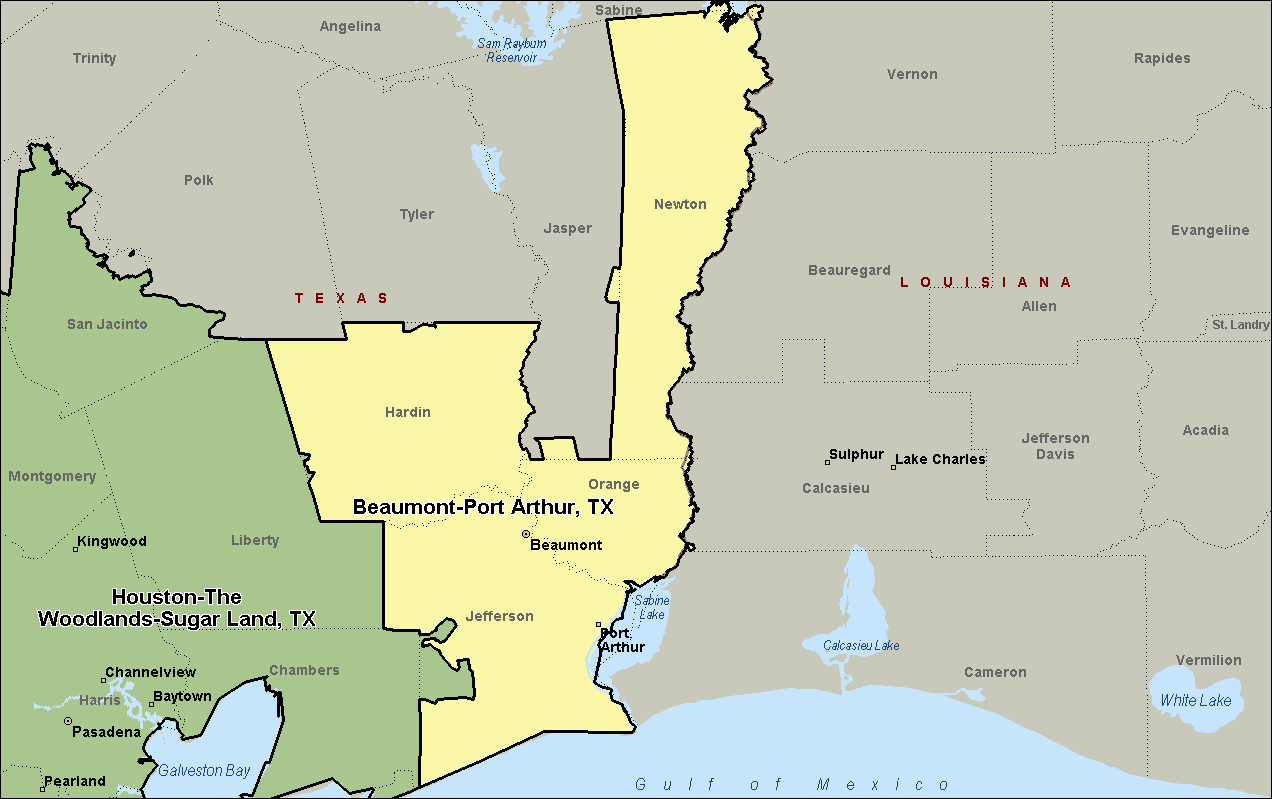 Sabine
Angelina
Trinity
Sam Rayburn
Reservoir
Vernon
Rapides
Polk
Tyler
Newton
Jasper
Evangeline
Beauregard
LOUISIANA
TEXAS
Allen
San Jacinto
St. Landry
Hardin
Acadia
Jefferson
Davis
Sulphur
Lake Charles
Montgomery
Orange
Calcasieu
Beaumont-Port Arthur, TX
Kingwood
Liberty
Beaumont
Houston-The
Woodlands-Sugar Land, TX
Sabine
Lake
Jefferson
Port
Arthur
Calcasieu Lake
Vermilion
Channelview
Chambers
Cameron
Harris
Baytown
White Lake
Pasadena
Galveston Bay
Pearland
Gulf of Mexico